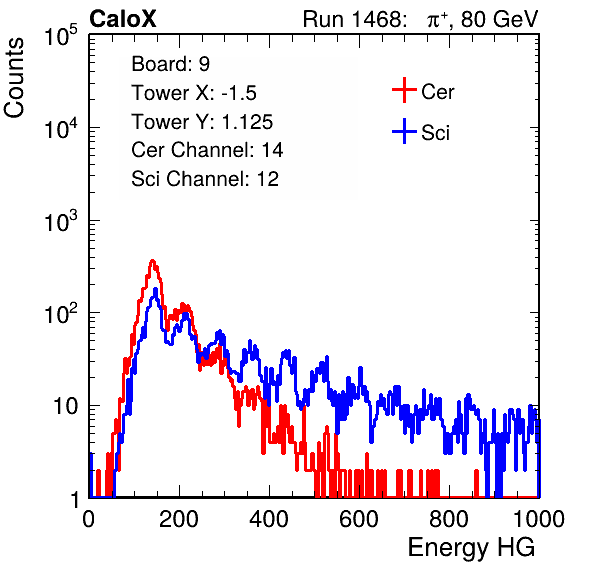 CaloX Run 1468: π⁺, 80 GeV
Counts
10⁵
10⁴
10³
10²
10
1
Board: 9
Tower X: -1.5
Tower Y: 1.125
Cer Channel: 14
Sci Channel: 12
Cer
Sci
0 200 400 600 800 1000
Energy HG